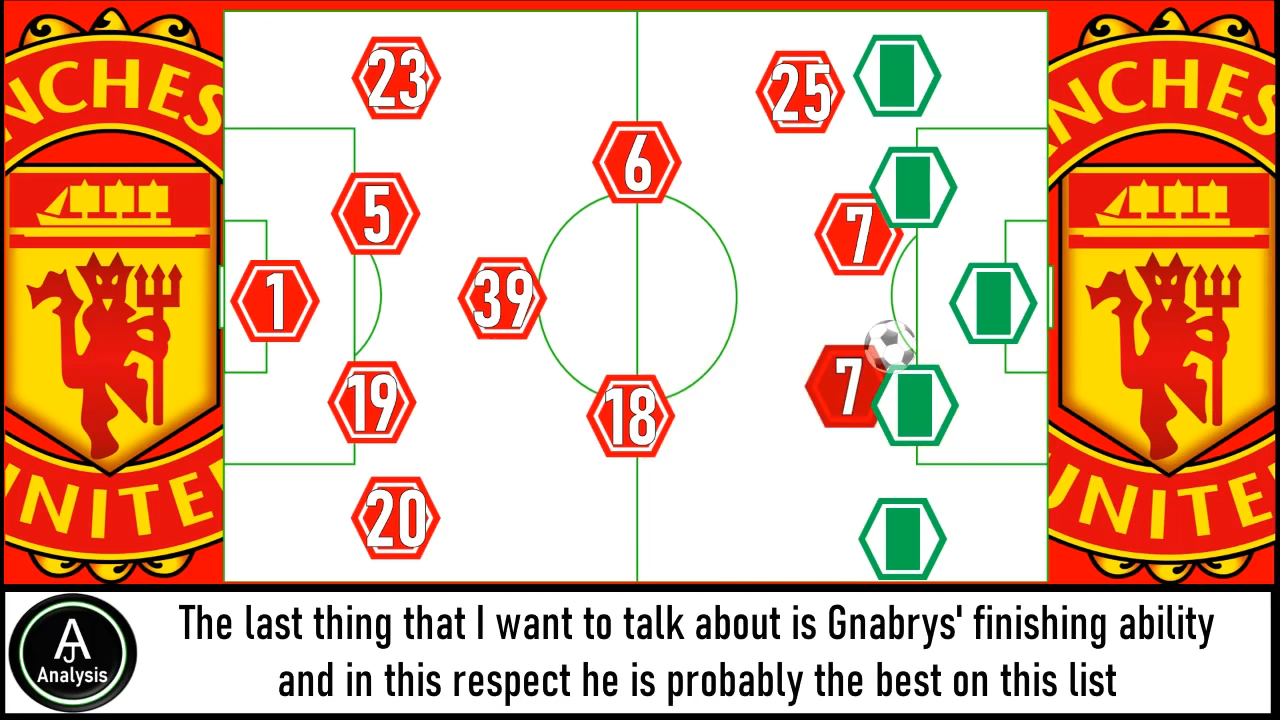 NCHES
UNITE
NCHES
UNITE
23
25
6
5
7
1
39
7
19
18
20
AJ
Analysis
The last thing that I want to talk about is Gnabrys' finishing ability
and in this respect he is probably the best on this list